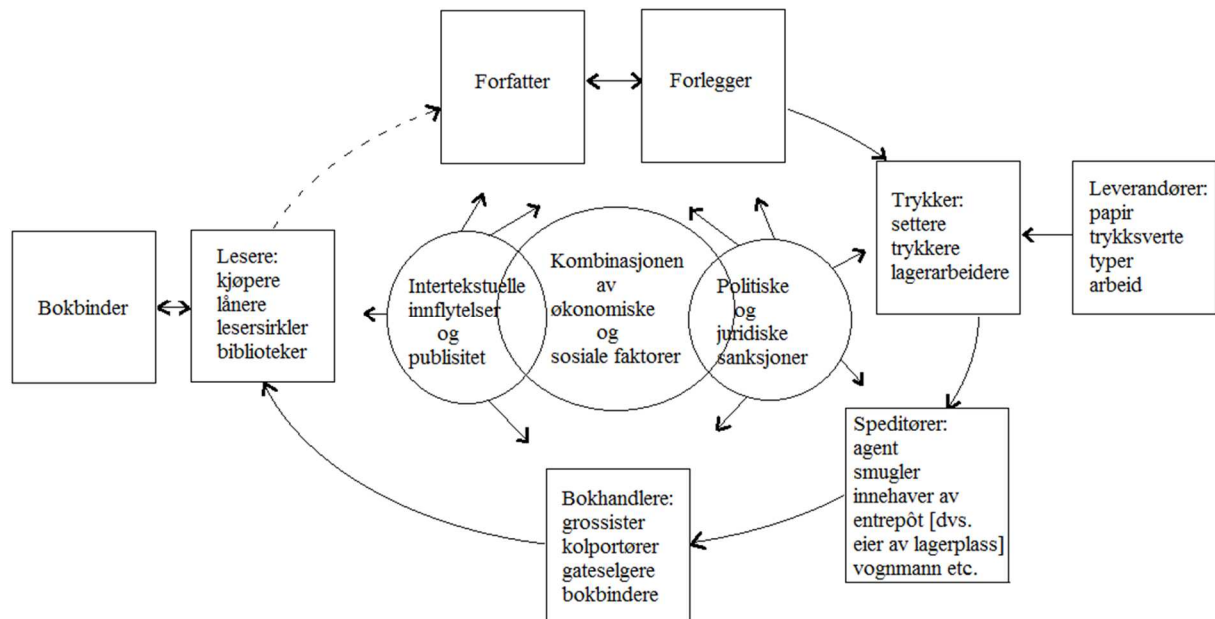 Forfatter
Forlegger
Trykker:
settere
trykkere
lagerarbeidere
Leverandører:
papir
trykksverte
typer
arbeid
Bokbinder
Lesere:
kjøpere
lånere
lesersirkler
biblioteker
Intertekstuelle
innflytelser
og
publisitet
Kombinasjonen
av
økonomiske
og
sosiale faktorer
Politiske
og
juridiske
sanksjoner
Speditører:
agent
smugler
innehaver av
entrepôt [dvs.
eier av lagerplass]
vognmann etc.
Bokhandlere:
grossister
kolportører
gateselgere
bokbindere